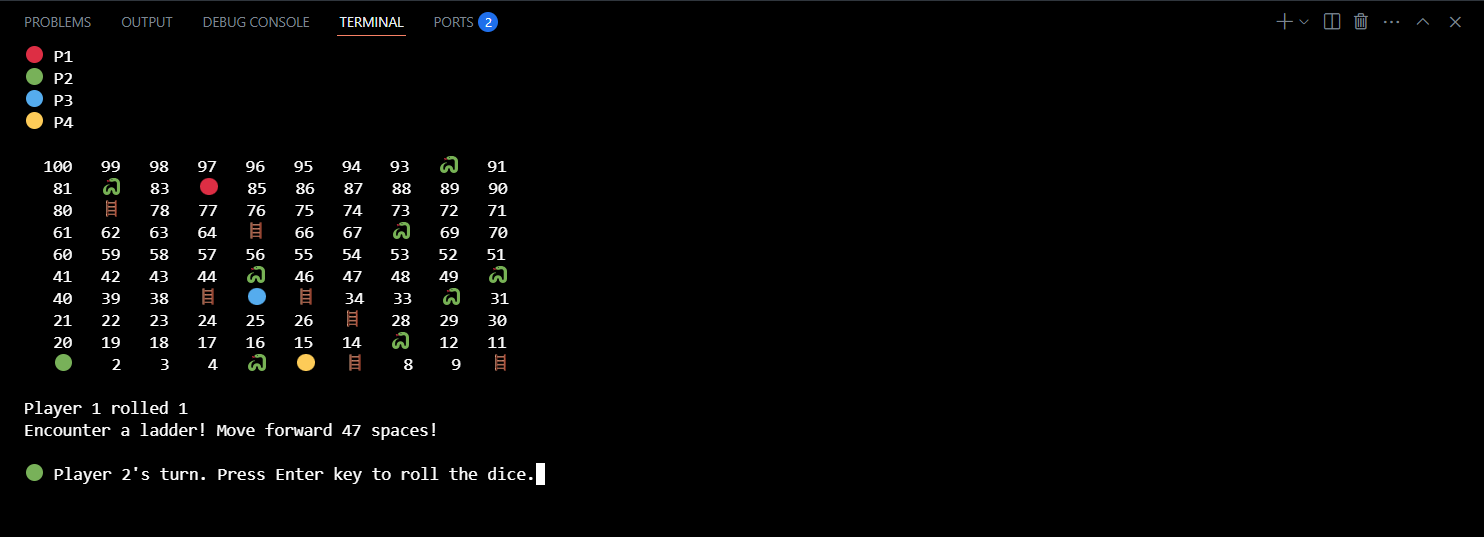 PROBLEMS OUTPUT DEBUG CONSOLE TERMINAL PORTS 2
P1
P2
P3
P4
100 99 98 97 96 95 94 93 91
81 83 85 86 87 88 89 90
80 78 77 76 75 74 73 72 71
61 62 63 64 66 67 69 70
60 59 58 57 56 55 54 53 52 51
41 42 43 44 46 47 48 49
40 39 38 34 33 31
21 22 23 24 25 26 28 29 30
20 19 18 17 16 15 14 12 11
2 3 4 8 9
Player 1 rolled 1
Encounter a ladder! Move forward 47 spaces!
Player 2's turn. Press Enter key to roll the dice.